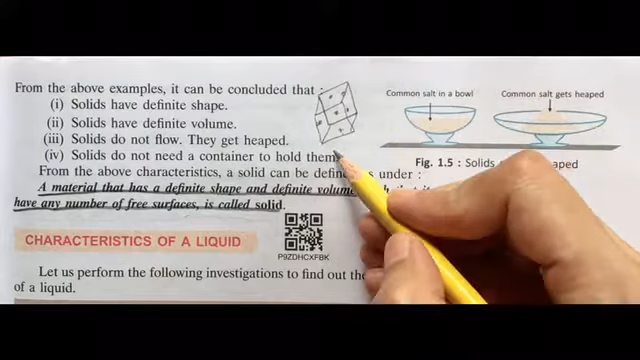 From the above examples, it can be concluded that :
(i) Solids have definite shape.
(ii) Solids have definite volume.
(iii) Solids do not flow. They get heaped.
(iv) Solids do not need a container to hold them
From the above characteristics, a solid can be defin s under :
A material that has a definite shape and definite volume
have any number of free surfaces, is called solid.
Common salt in a bowl
Common salt gets heaped
Fig. 1.5 : Solids aped
P9ZDHCXFBK
CHARACTERISTICS OF A LIQUID
Let us perform the following investigations to find out the
of a liquid.